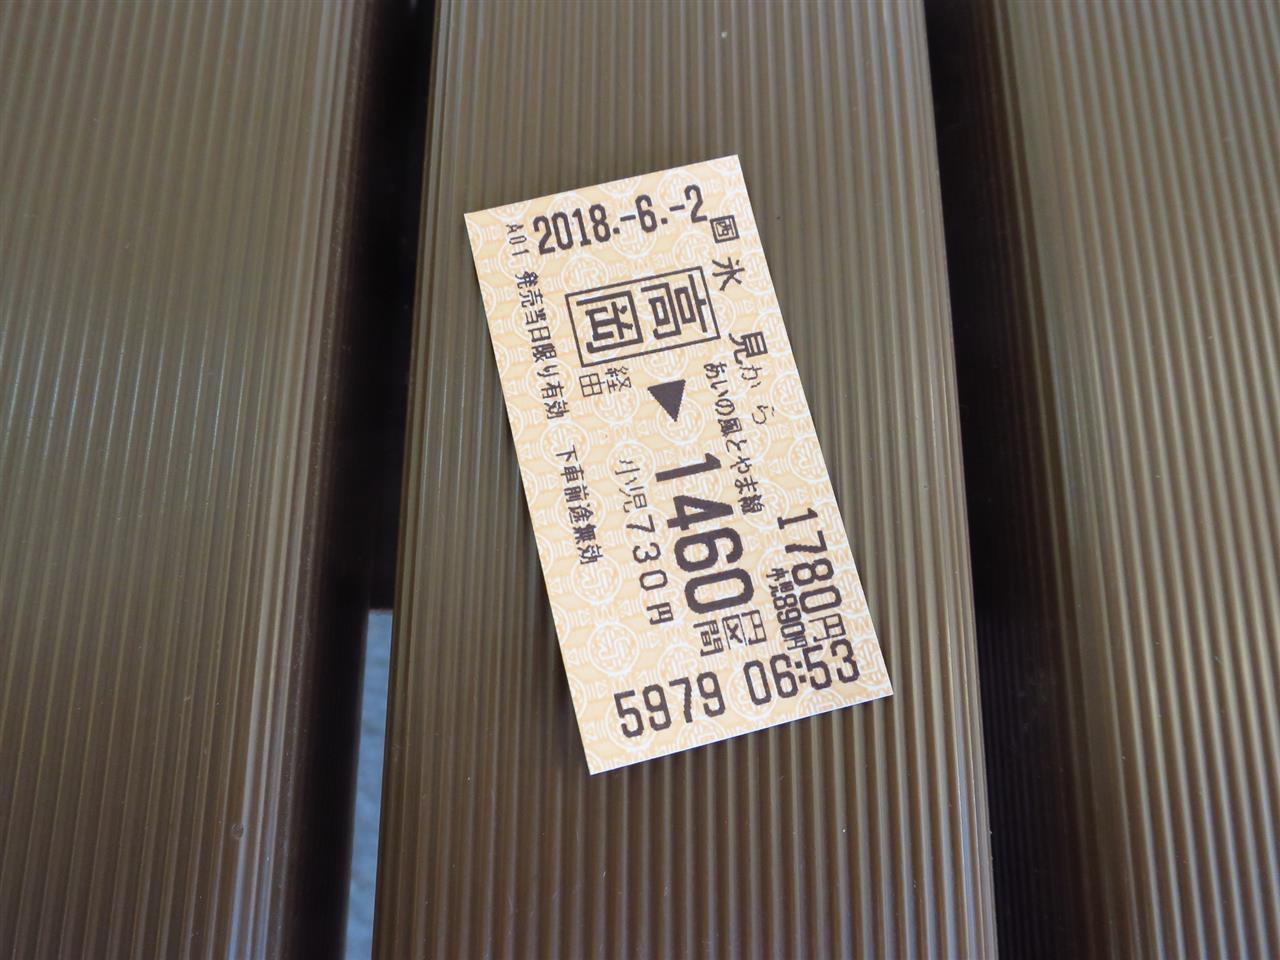 2018.-6.-2
囲 氷見から
高岡 経由 ▶ あいの風とやま線 1460円区間
1780円
小児890円
小児730円
A01 発売当日限り有効 下車前途無効
5979 06:53